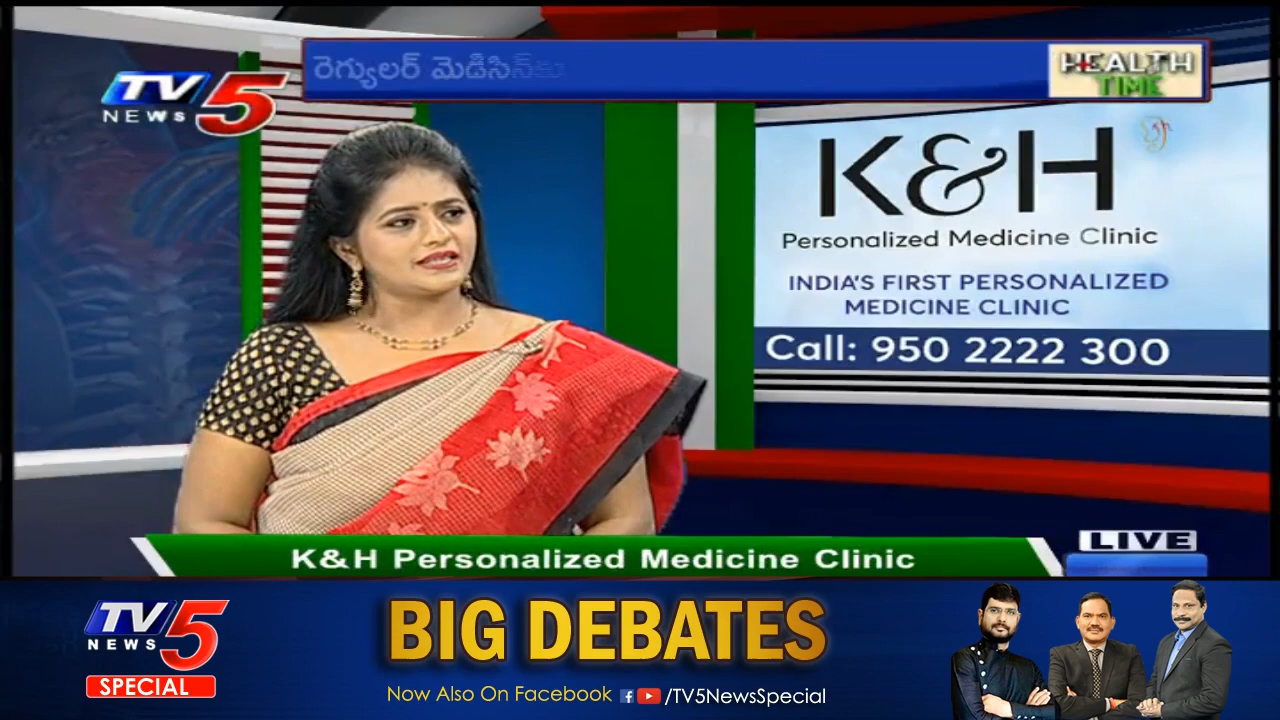 రెగ్యులర్ మెడిసిన్‌కు
HEALTH
TIME
TV5
NEWS
K&H
Personalized Medicine Clinic
INDIA'S FIRST PERSONALIZED
MEDICINE CLINIC
Call: 950 2222 300
LIVE
K&H Personalized Medicine Clinic
TV5
NEWS
SPECIAL
BIG DEBATES
Now Also On Facebook /TV5NewsSpecial